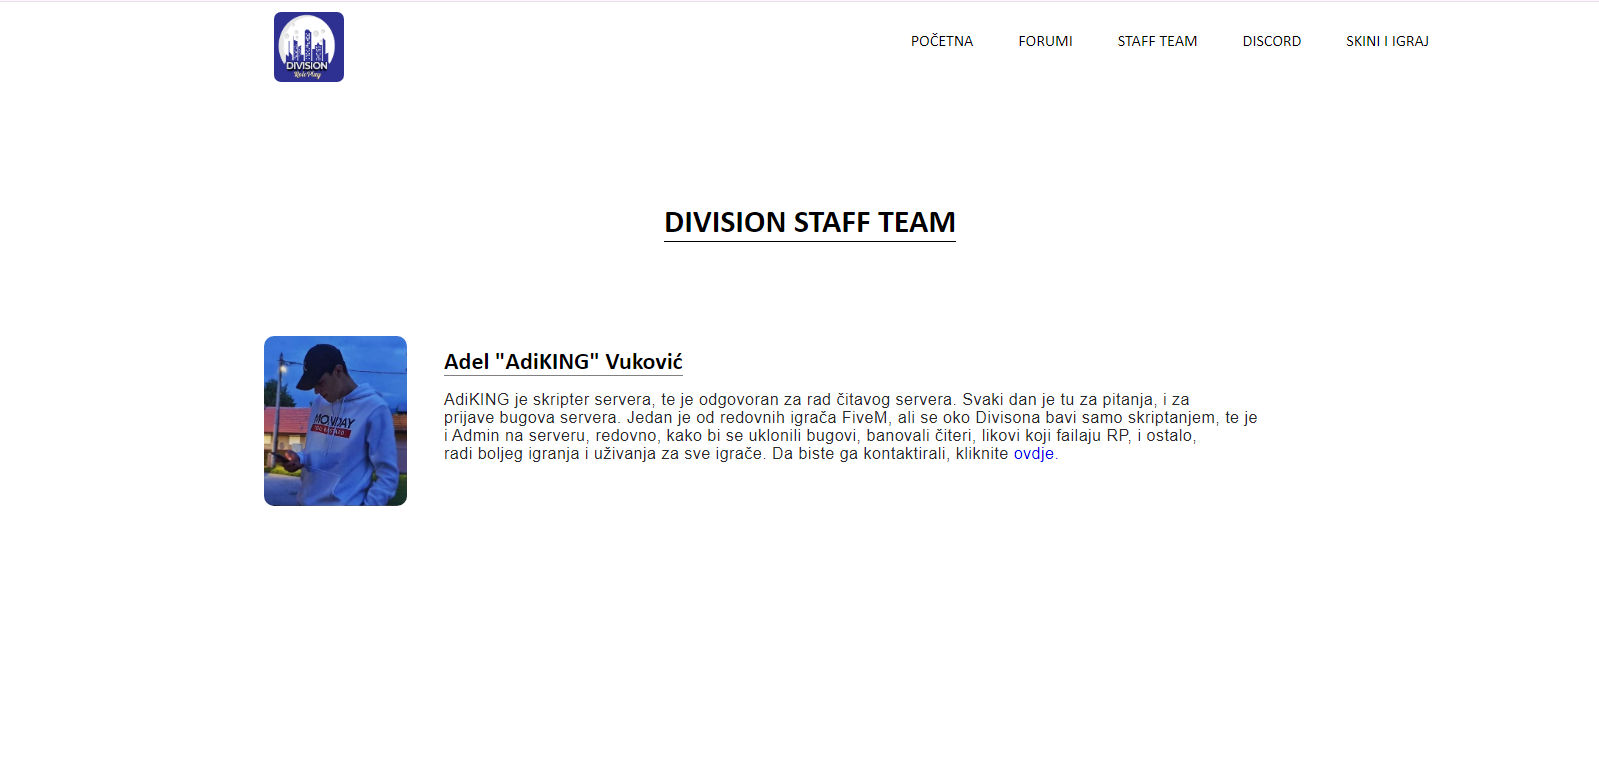 DIVISION
RolePlay
POČETNA FORUMI STAFF TEAM DISCORD SKINI I IGRAJ
DIVISION STAFF TEAM
Adel "AdiKING" Vuković
AdiKING je skripter servera, te je odgovoran za rad čitavog servera. Svaki dan je tu za pitanja, i za
prijave bugova servera. Jedan je od redovnih igrača FiveM, ali se oko Divisona bavi samo skriptanjem, te je
i Admin na serveru, redovno, kako bi se uklonili bugovi, banovali čiteri, likovi koji failaju RP, i ostalo,
radi boljeg igranja i uživanja za sve igrače. Da biste ga kontaktirali, kliknite ovdje.
MONDAY